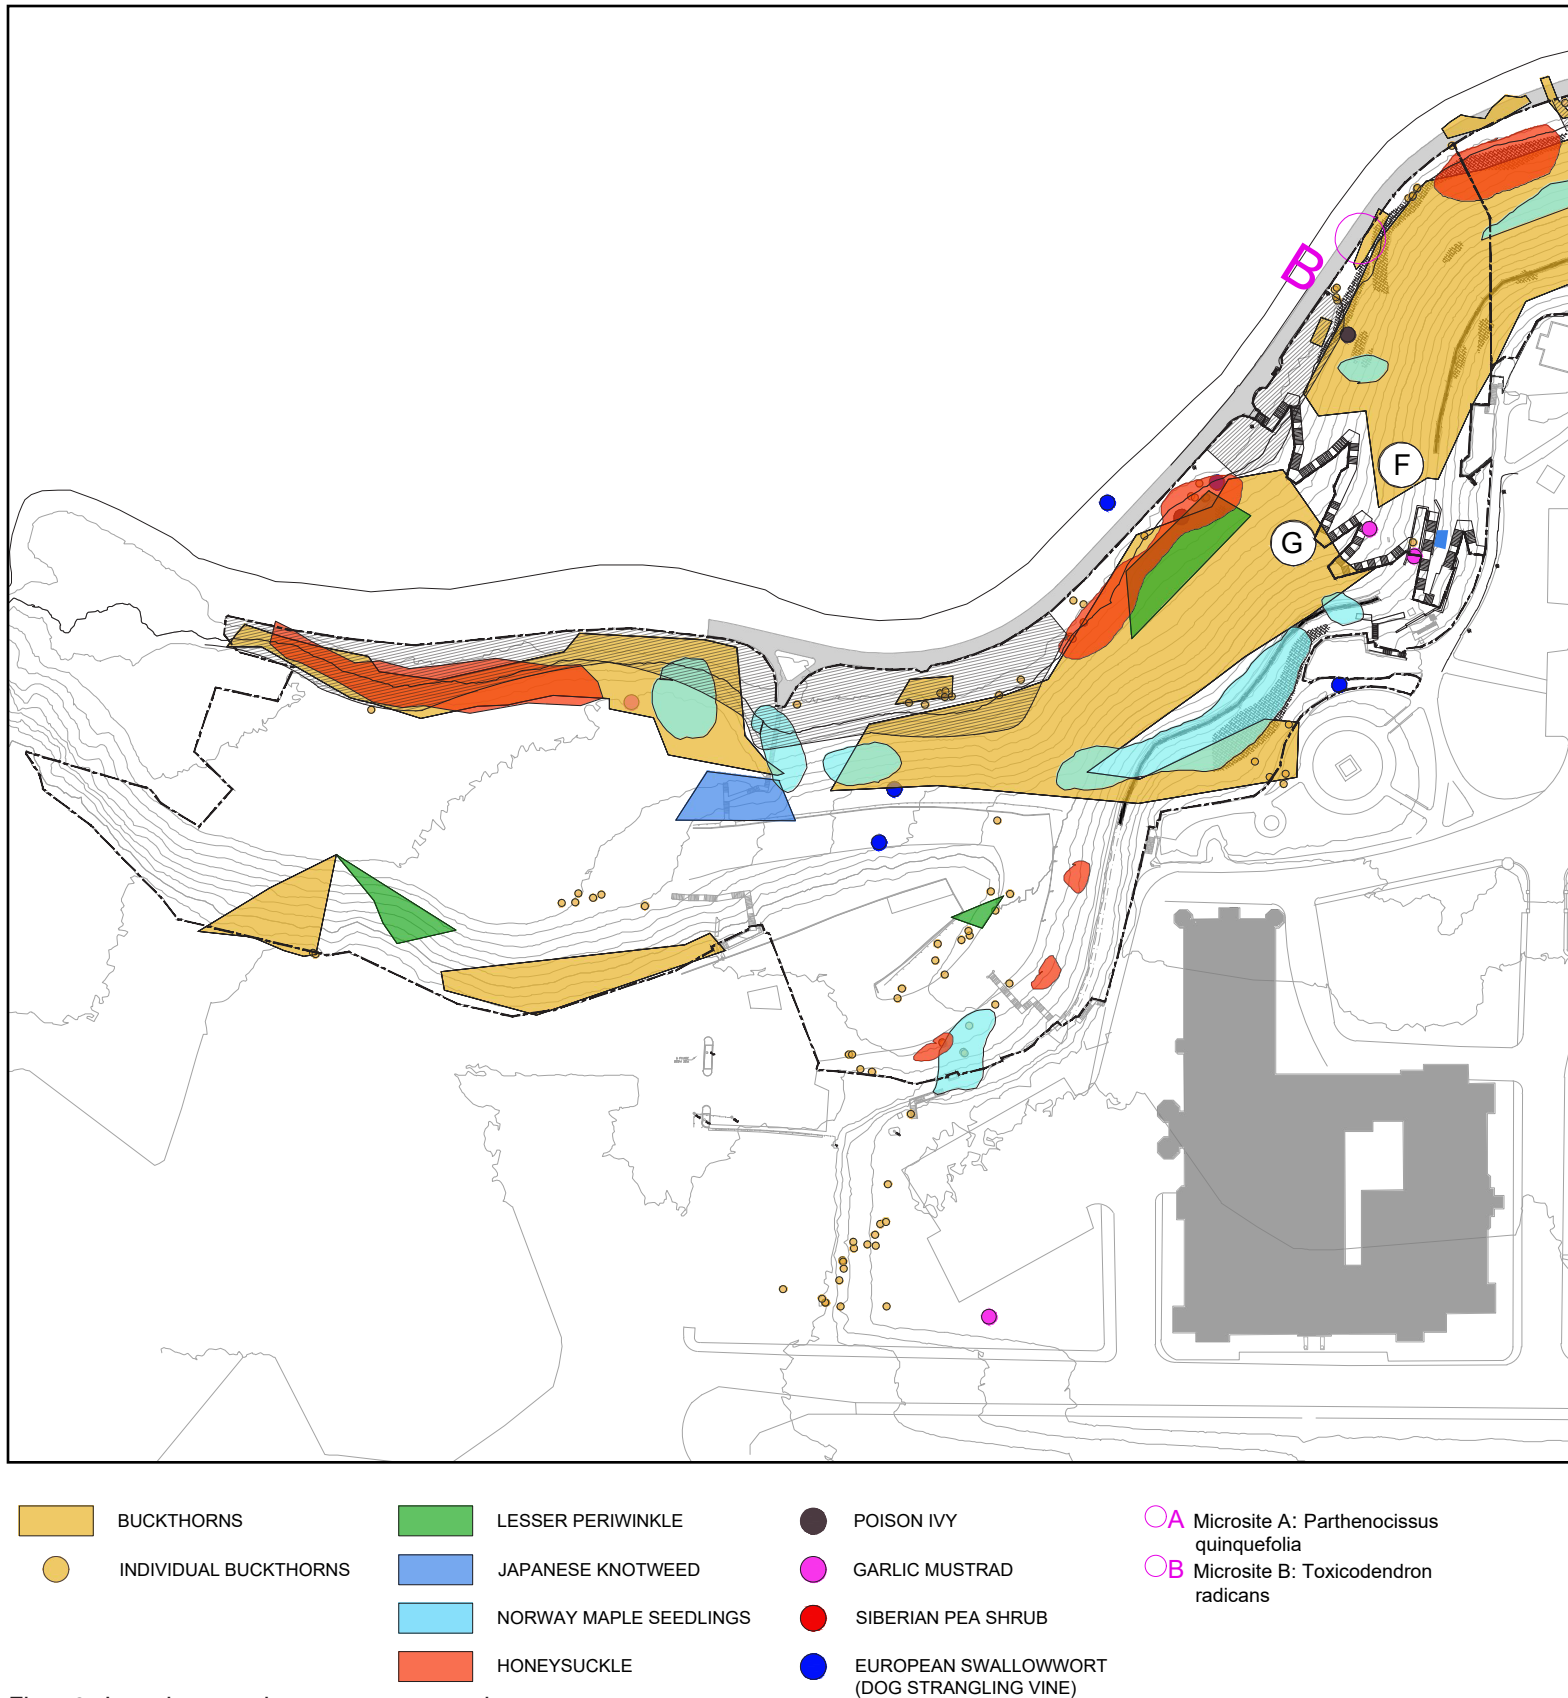 B
F
G
BUCKTHORNS
INDIVIDUAL BUCKTHORNS
LESSER PERIWINKLE
JAPANESE KNOTWEED
NORWAY MAPLE SEEDLINGS
HONEYSUCKLE
POISON IVY
GARLIC MUSTRAD
SIBERIAN PEA SHRUB
EUROPEAN SWALLOWWORT
(DOG STRANGLING VINE)
A Microsite A: Parthenocissus
quinquefolia
B Microsite B: Toxicodendron
radicans